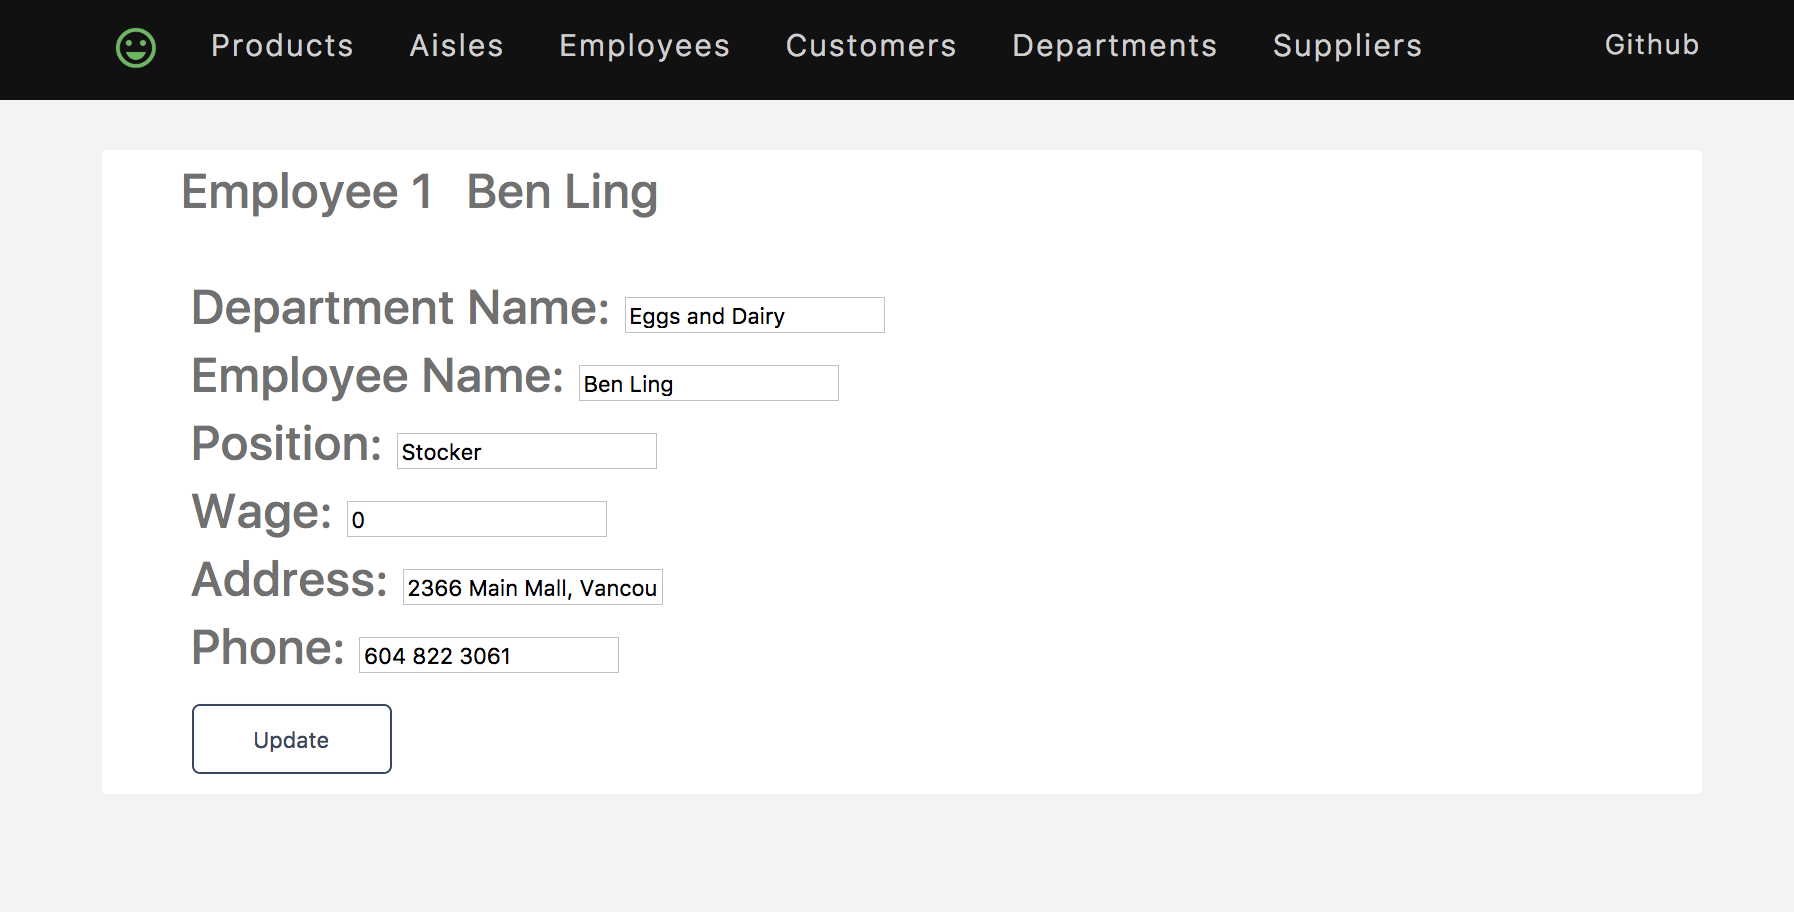 Products Aisles Employees Customers Departments Suppliers Github
Employee 1 Ben Ling
Department Name: Eggs and Dairy
Employee Name: Ben Ling
Position: Stocker
Wage: 0
Address: 2366 Main Mall, Vancou
Phone: 604 822 3061
Update